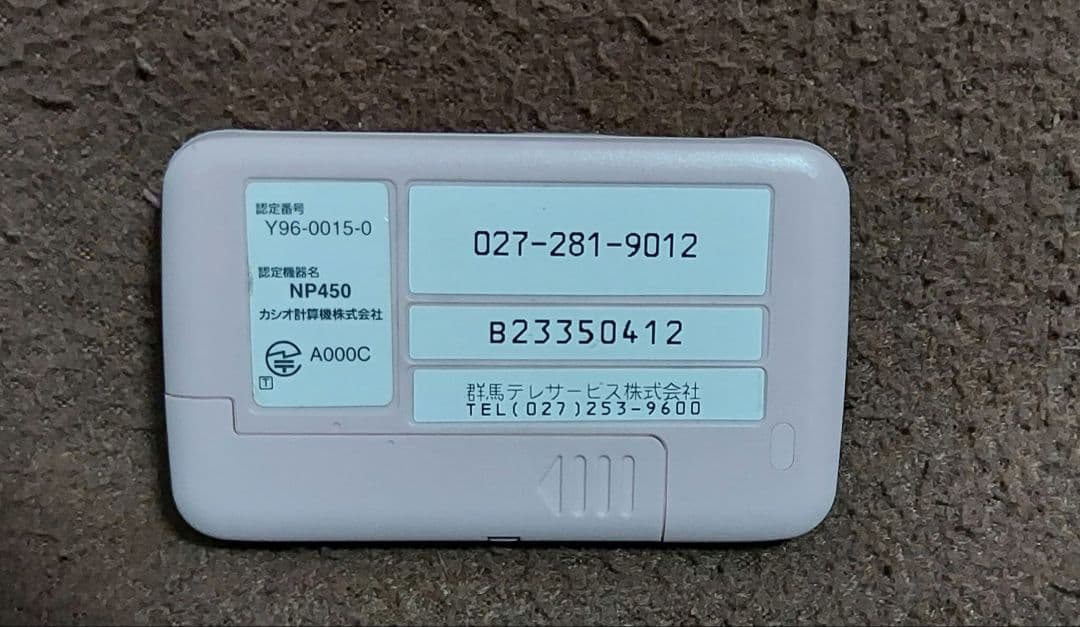 認定番号
Y96-0015-0
認定機器名
NP450
カシオ計算機株式会社
A000C
T
027-281-9012
B23350412
群馬テレサービス株式会社
TEL(027)253-9600